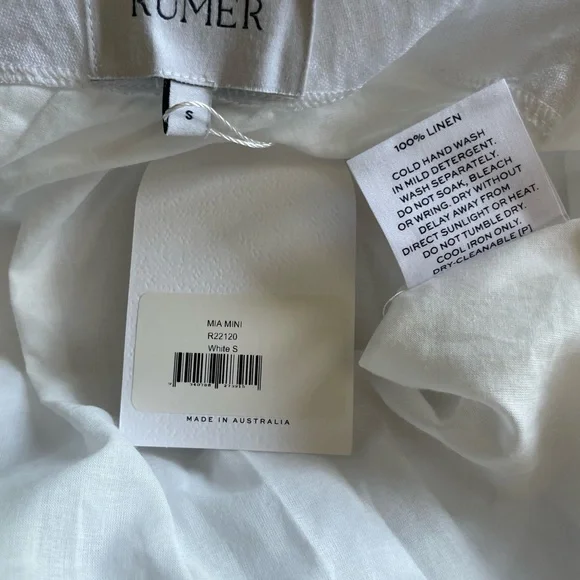 RUMER
S
100% LINEN
COLD HAND WASH
IN MILD DETERGENT.
WASH SEPARATELY.
DO NOT SOAK, BLEACH
OR WRING. DRY WITHOUT
DELAY AWAY FROM
DIRECT SUNLIGHT OR HEAT.
DO NOT TUMBLE DRY.
COOL IRON ONLY.
DRY-CLEANABLE [P]
MIA MINI
R22120
White S
MADE IN AUSTRALIA